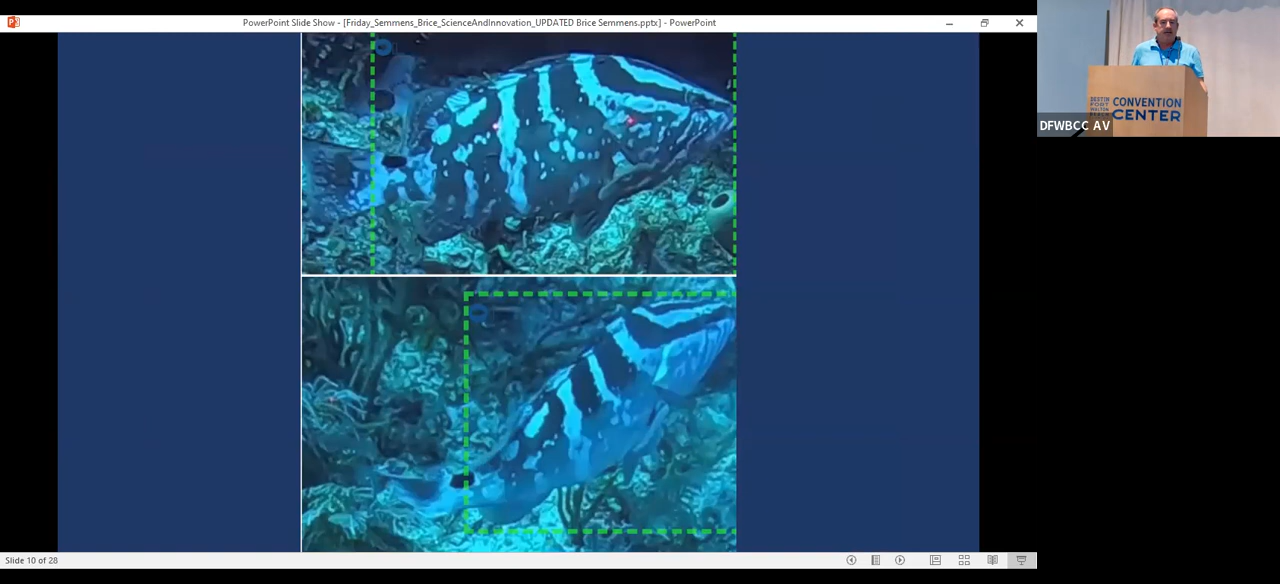 PowerPoint Slide Show - [Friday_Semmens_Brice_ScienceAndInnovation_UPDATED Brice Semmens.pptx] - PowerPoint
DESTIN
FORT
WALTON
BEACH
CONVENTION
CENTER
DFWBCC AV
Slide 10 of 28